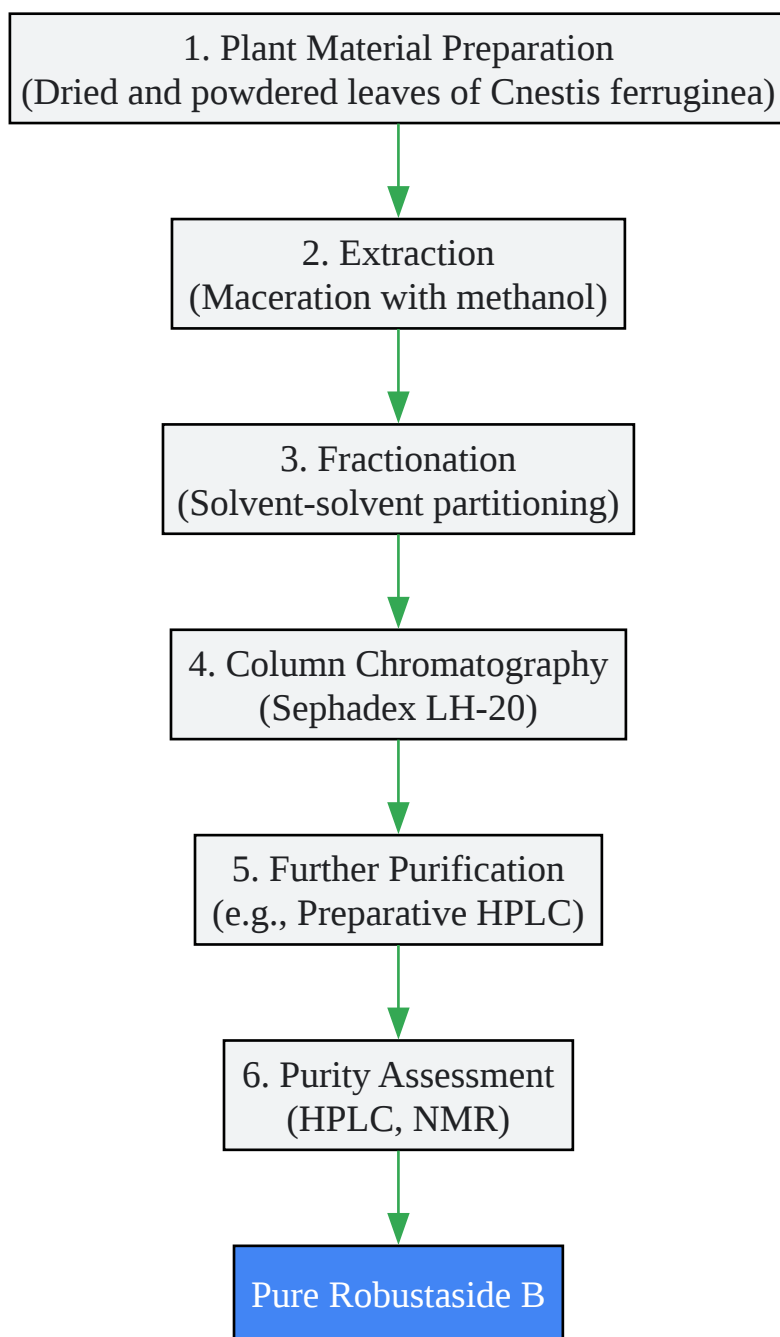 1. Plant Material Preparation
(Dried and powdered leaves of Cnestis ferruginea)
2. Extraction
(Maceration with methanol)
3. Fractionation
(Solvent-solvent partitioning)
4. Column Chromatography
(Sephadex LH-20)
5. Further Purification
(e.g., Preparative HPLC)
6. Purity Assessment
(HPLC, NMR)
Pure Robustaside B